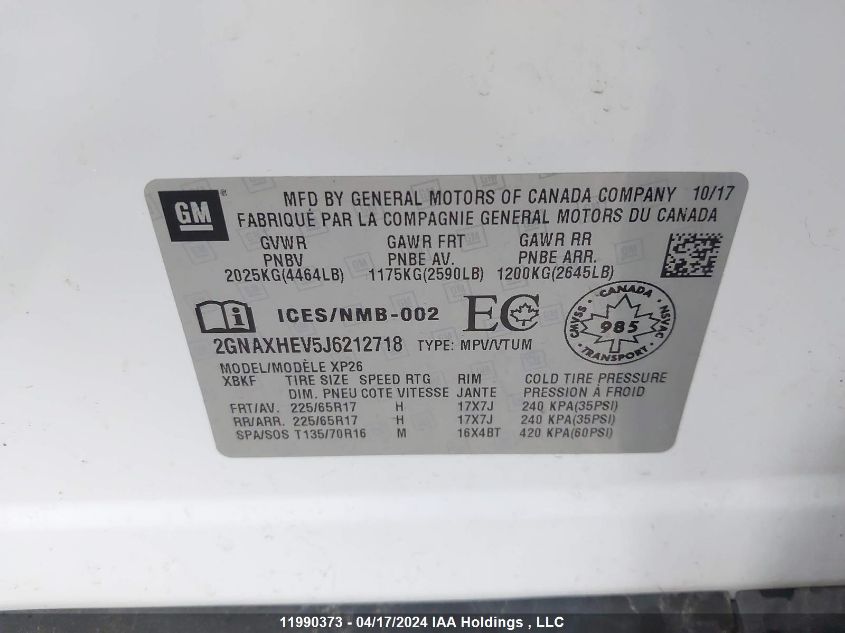 GM
MFD BY GENERAL MOTORS OF CANADA COMPANY 10/17
FABRIQUÉ PAR LA COMPAGNIE GENERAL MOTORS DU CANADA
GVWR GAWR FRT GAWR RR
PNBV PNBE AV. PNBE ARR.
2025KG(4464LB) 1175KG(2590LB) 1200KG(2645LB)
ICES/NMB-002 EC
CANADA
CMVSS 985 NSVAC
TRANSPORT
2GNAXHEV5J6212718 TYPE: MPV/VTUM
MODEL/MODÈLE XP26
XBKF TIRE SIZE SPEED RTG RIM COLD TIRE PRESSURE
DIM. PNEU COTE VITESSE JANTE PRESSION À FROID
FRT/AV. 225/65R17 H 17X7J 240 KPA(35PSI)
RR/ARR. 225/65R17 H 17X7J 240 KPA(35PSI)
SPA/SOS T135/70R16 M 16X4BT 420 KPA(60PSI)
11990373 - 04/17/2024 IAA Holdings , LLC